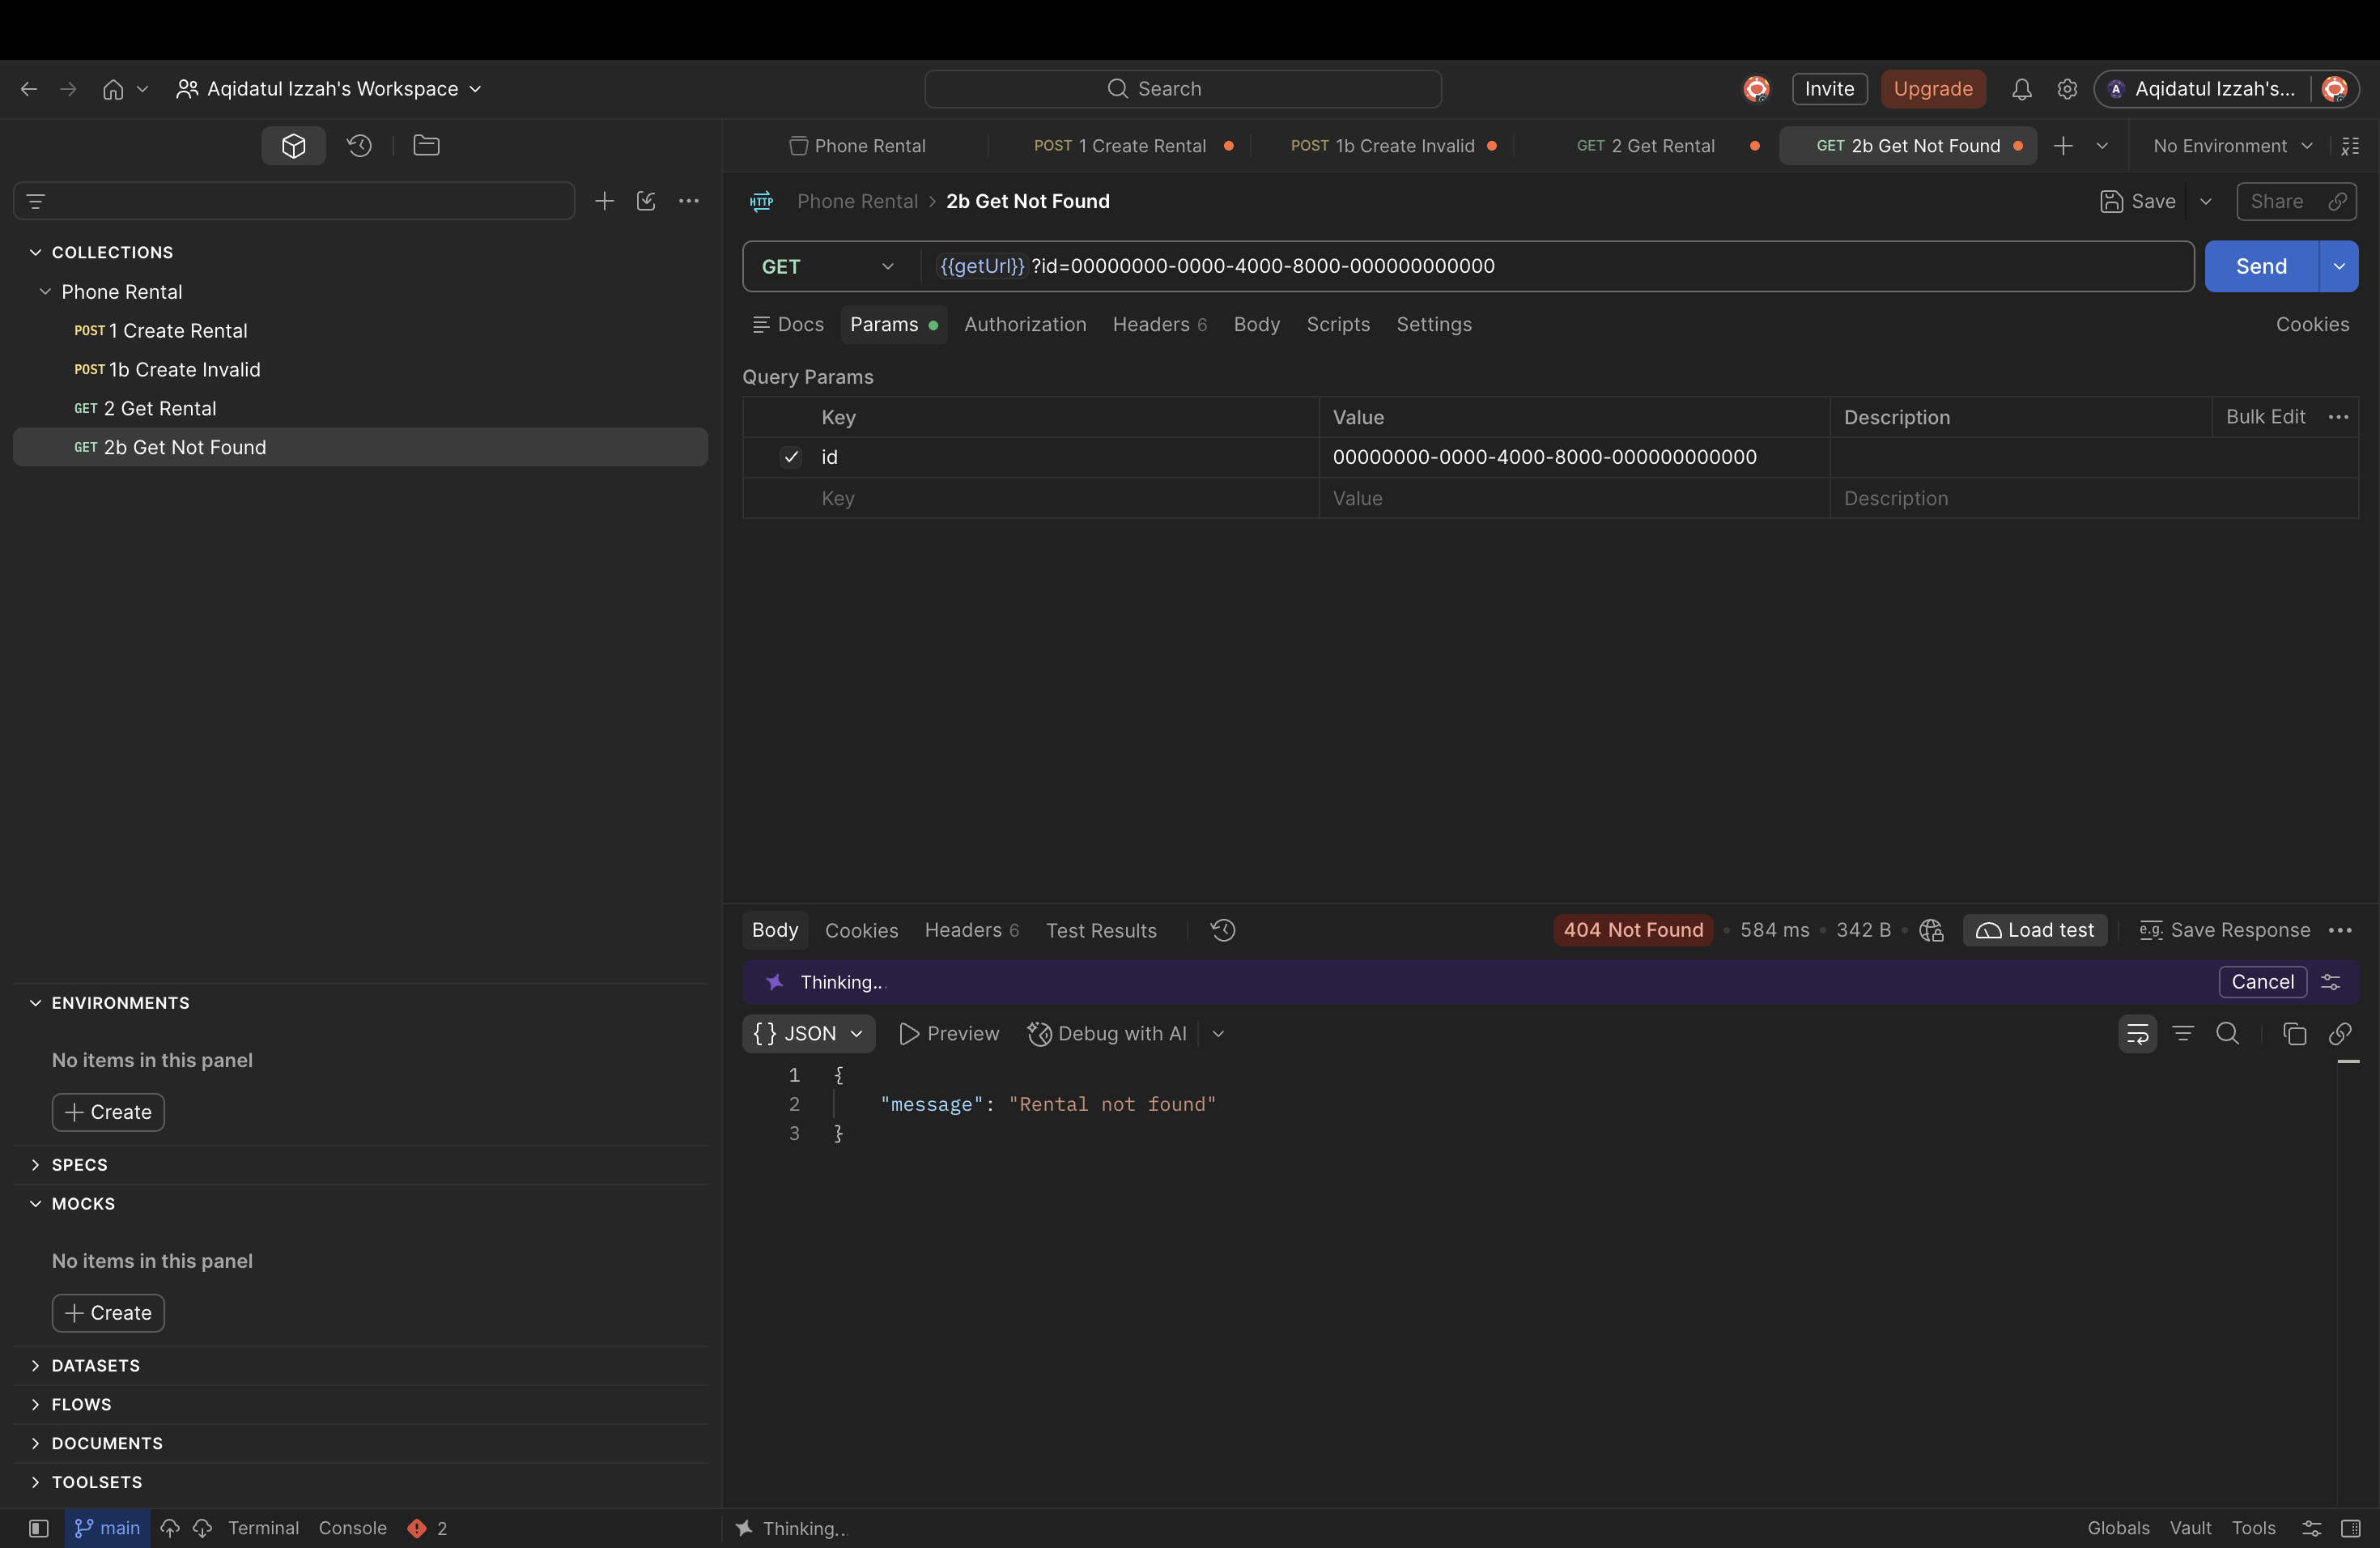 Aqidatul Izzah's Workspace
Search
Invite
Upgrade
A
Aqidatul Izzah's...
Phone Rental
POST 1 Create Rental
POST 1b Create Invalid
GET 2 Get Rental
GET 2b Get Not Found
No Environment
COLLECTIONS
Phone Rental
POST 1 Create Rental
POST 1b Create Invalid
GET 2 Get Rental
GET 2b Get Not Found
ENVIRONMENTS
No items in this panel
Create
SPECS
MOCKS
No items in this panel
Create
DATASETS
FLOWS
DOCUMENTS
TOOLSETS
HTTP Phone Rental > 2b Get Not Found
Save
Share
GET
{{getUrl}} ?id=00000000-0000-4000-8000-000000000000
Send
Docs Params Authorization Headers 6 Body Scripts Settings
Cookies
Query Params
Key Value Description Bulk Edit
id 00000000-0000-4000-8000-000000000000
Key Value Description
Body Cookies Headers 6 Test Results
404 Not Found • 584 ms • 342 B
Load test
e.g. Save Response
Thinking...
Cancel
{ } JSON
Preview
Debug with AI
1 {
2 "message": "Rental not found"
3 }
main
Terminal Console 2
Thinking...
Globals Vault Tools